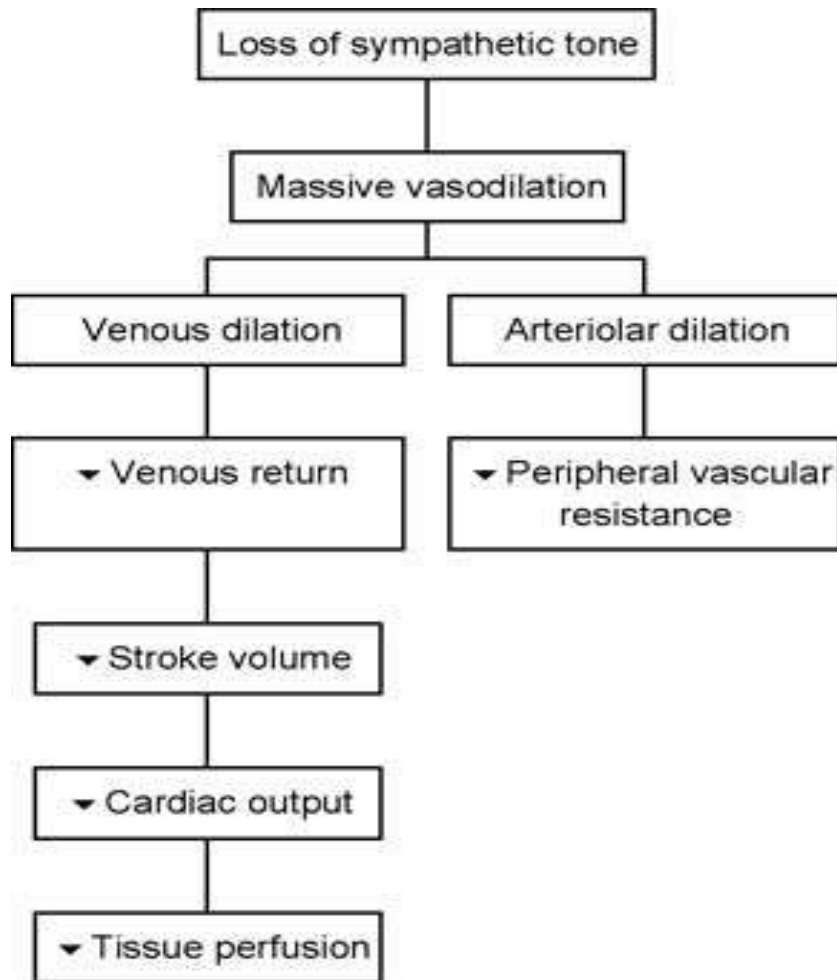 Loss of sympathetic tone
Massive vasodilation
Venous dilation
Arteriolar dilation
Venous return
Peripheral vascular
resistance
Stroke volume
Cardiac output
Tissue perfusion